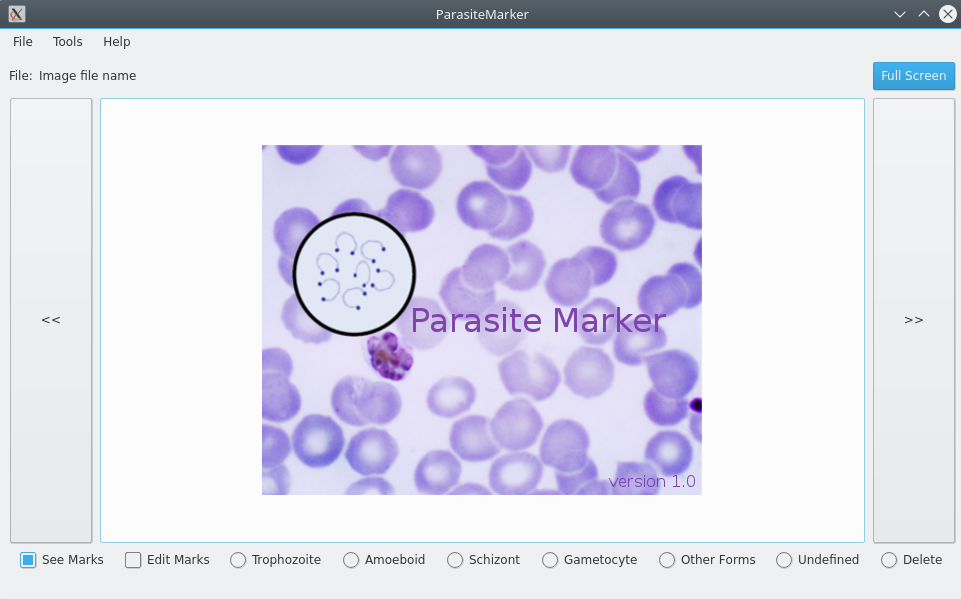 ParasiteMarker
File Tools Help
File: Image file name
Full Screen
<<
>>
Parasite Marker
version 1.0
See Marks Edit Marks Trophozoite Amoeboid Schizont Gametocyte Other Forms Undefined Delete